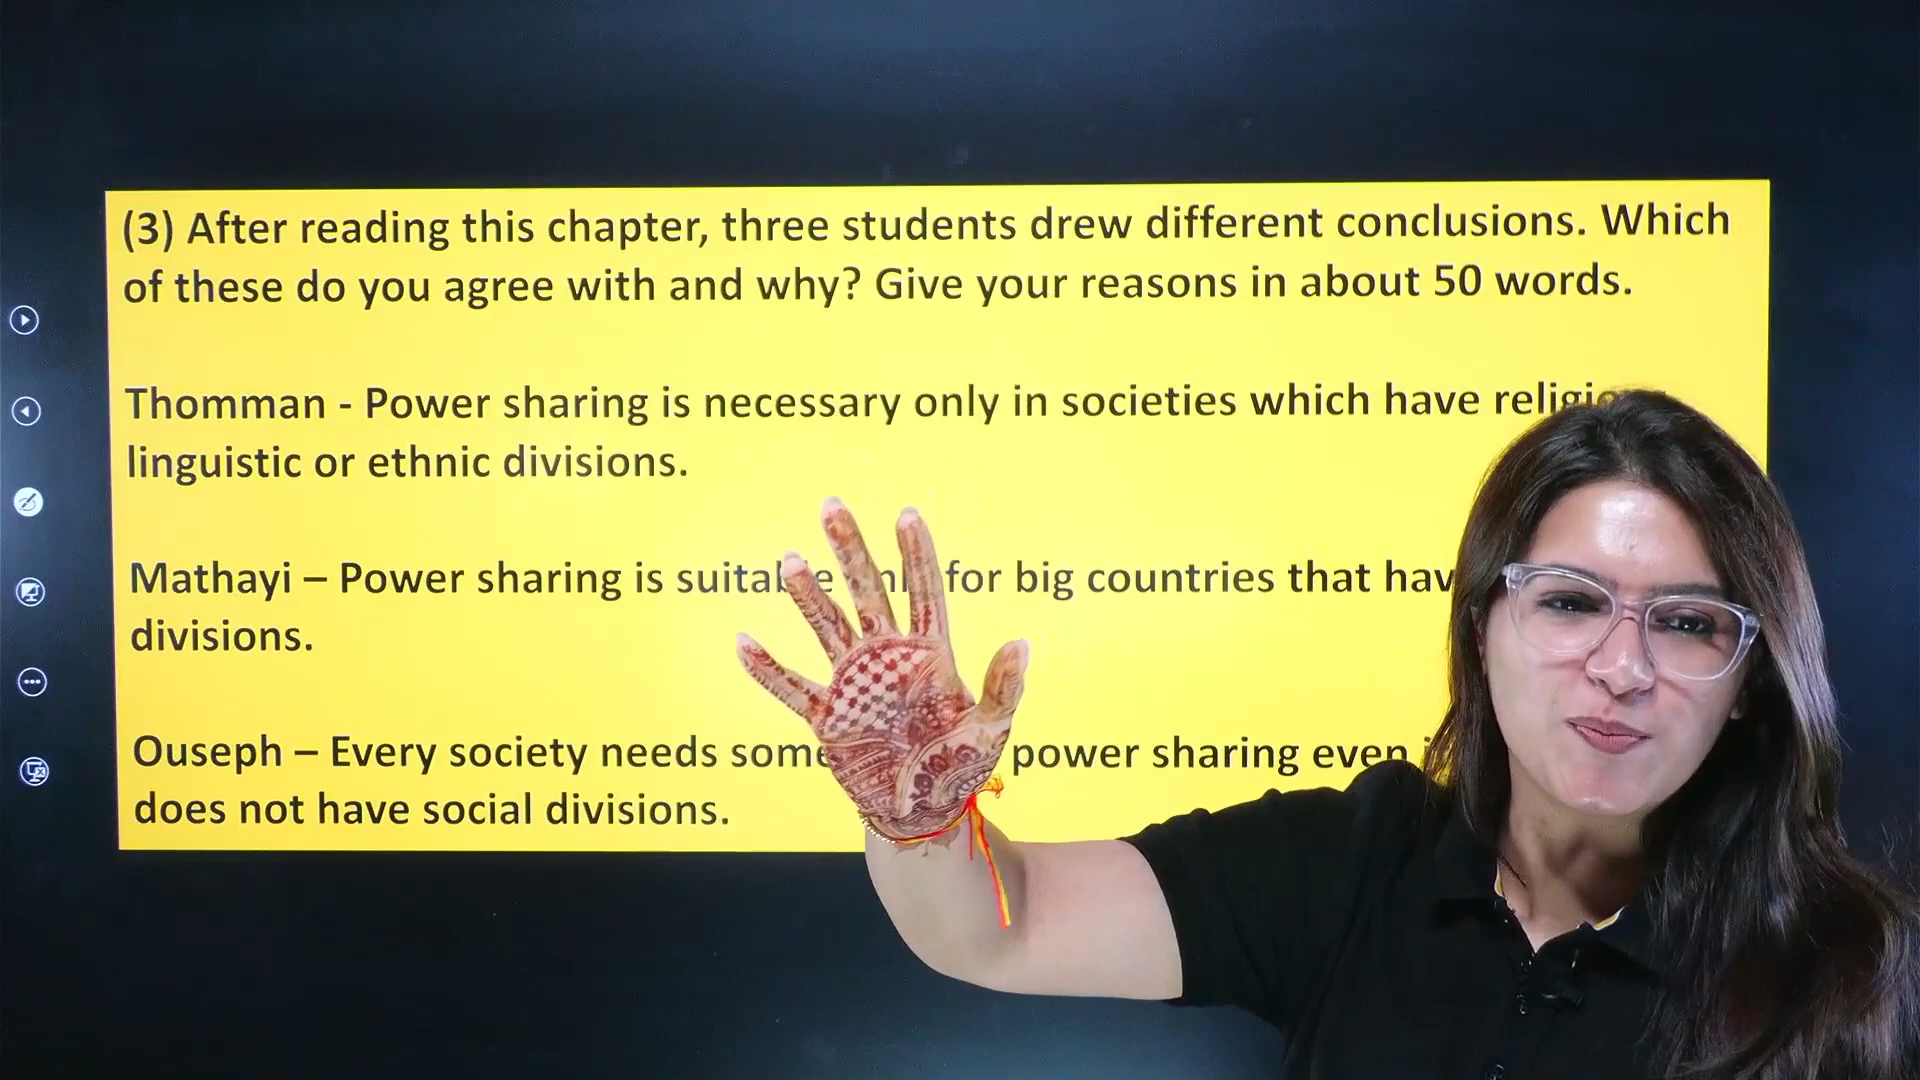 (3) After reading this chapter, three students drew different conclusions. Which
of these do you agree with and why? Give your reasons in about 50 words.
Thomman - Power sharing is necessary only in societies which have
linguistic or ethnic divisions.
Mathayi – Power sharing is for big countries that
divisions.
Ouseph – Every society needs some power sharing even
does not have social divisions.